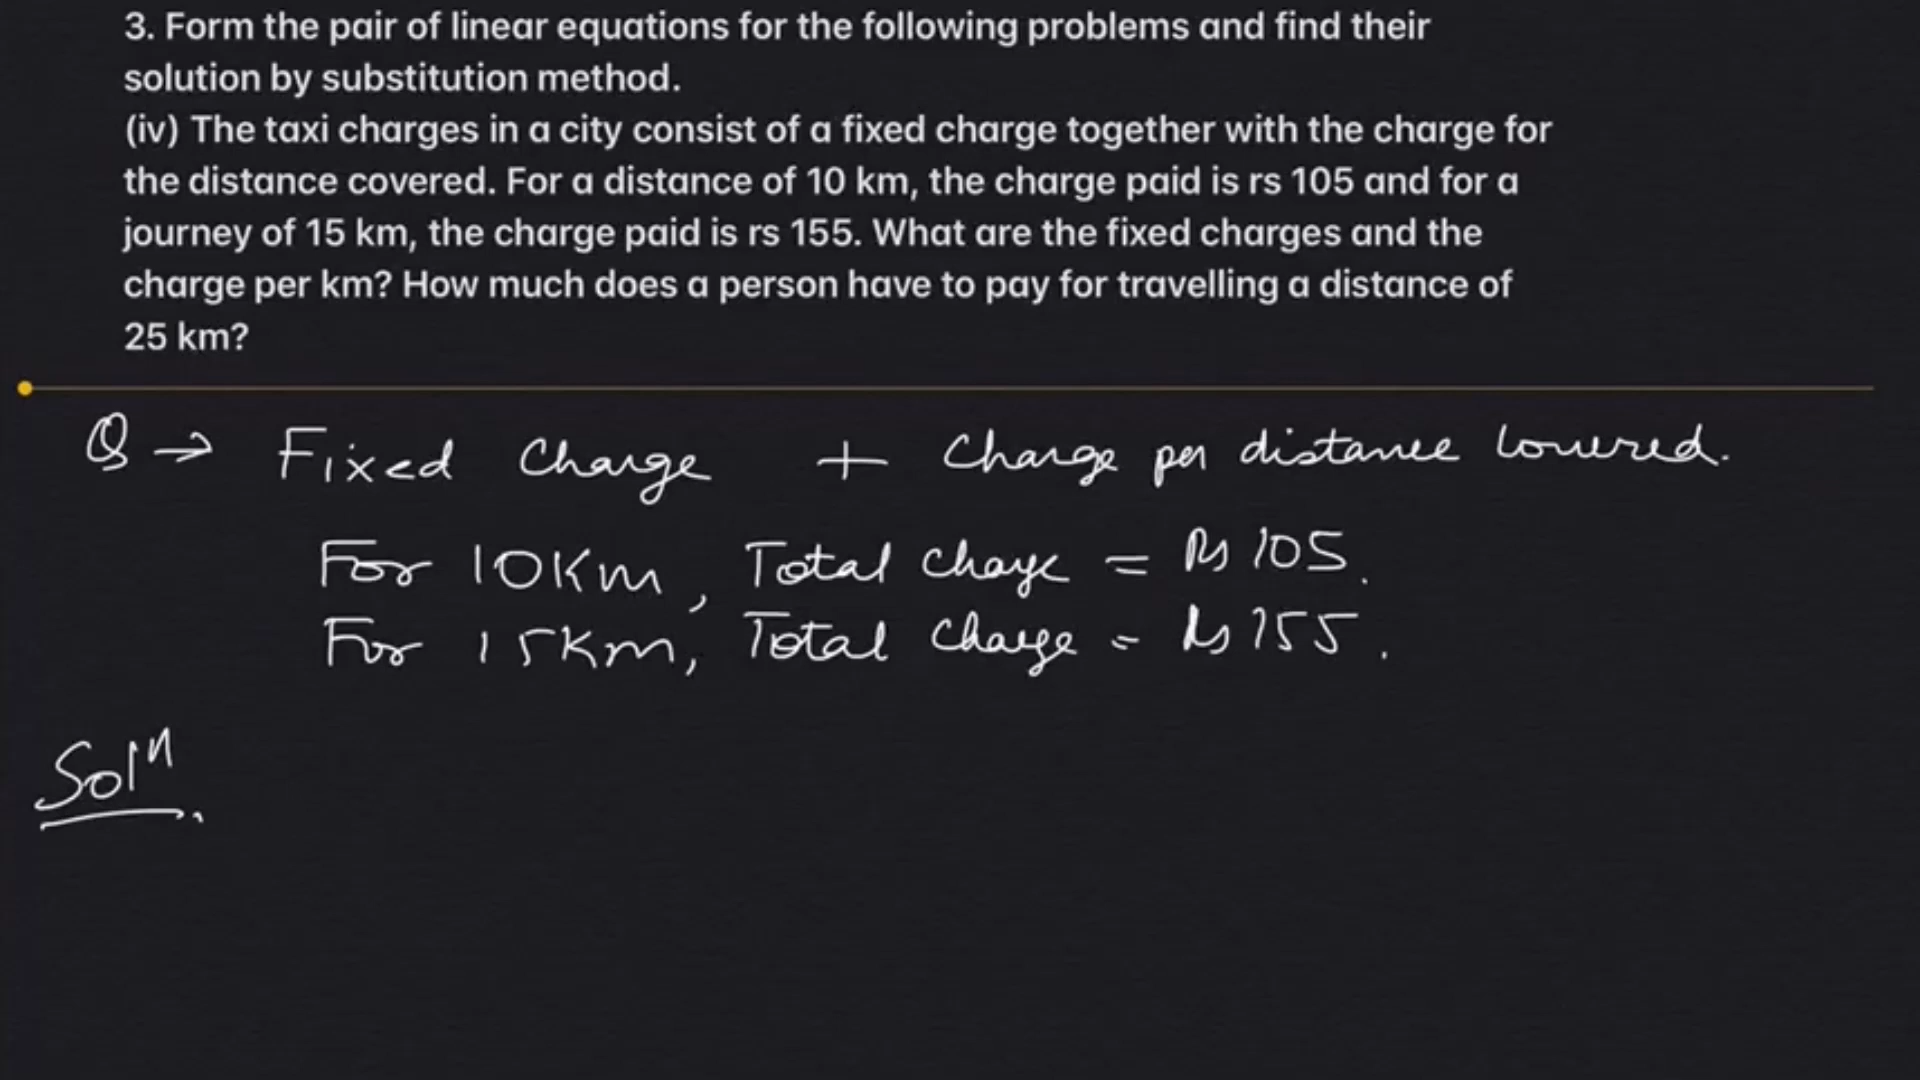 3. Form the pair of linear equations for the following problems and find their
solution by substitution method.
(iv) The taxi charges in a city consist of a fixed charge together with the charge for
the distance covered. For a distance of 10 km, the charge paid is rs 105 and for a
journey of 15 km, the charge paid is rs 155. What are the fixed charges and the
charge per km? How much does a person have to pay for travelling a distance of
25 km?
Q → Fixed Charge + Charge per distance covered.
For 10Km, Total charge = Rs 105.
For 15Km, Total charge = Rs 155.
Solⁿ.